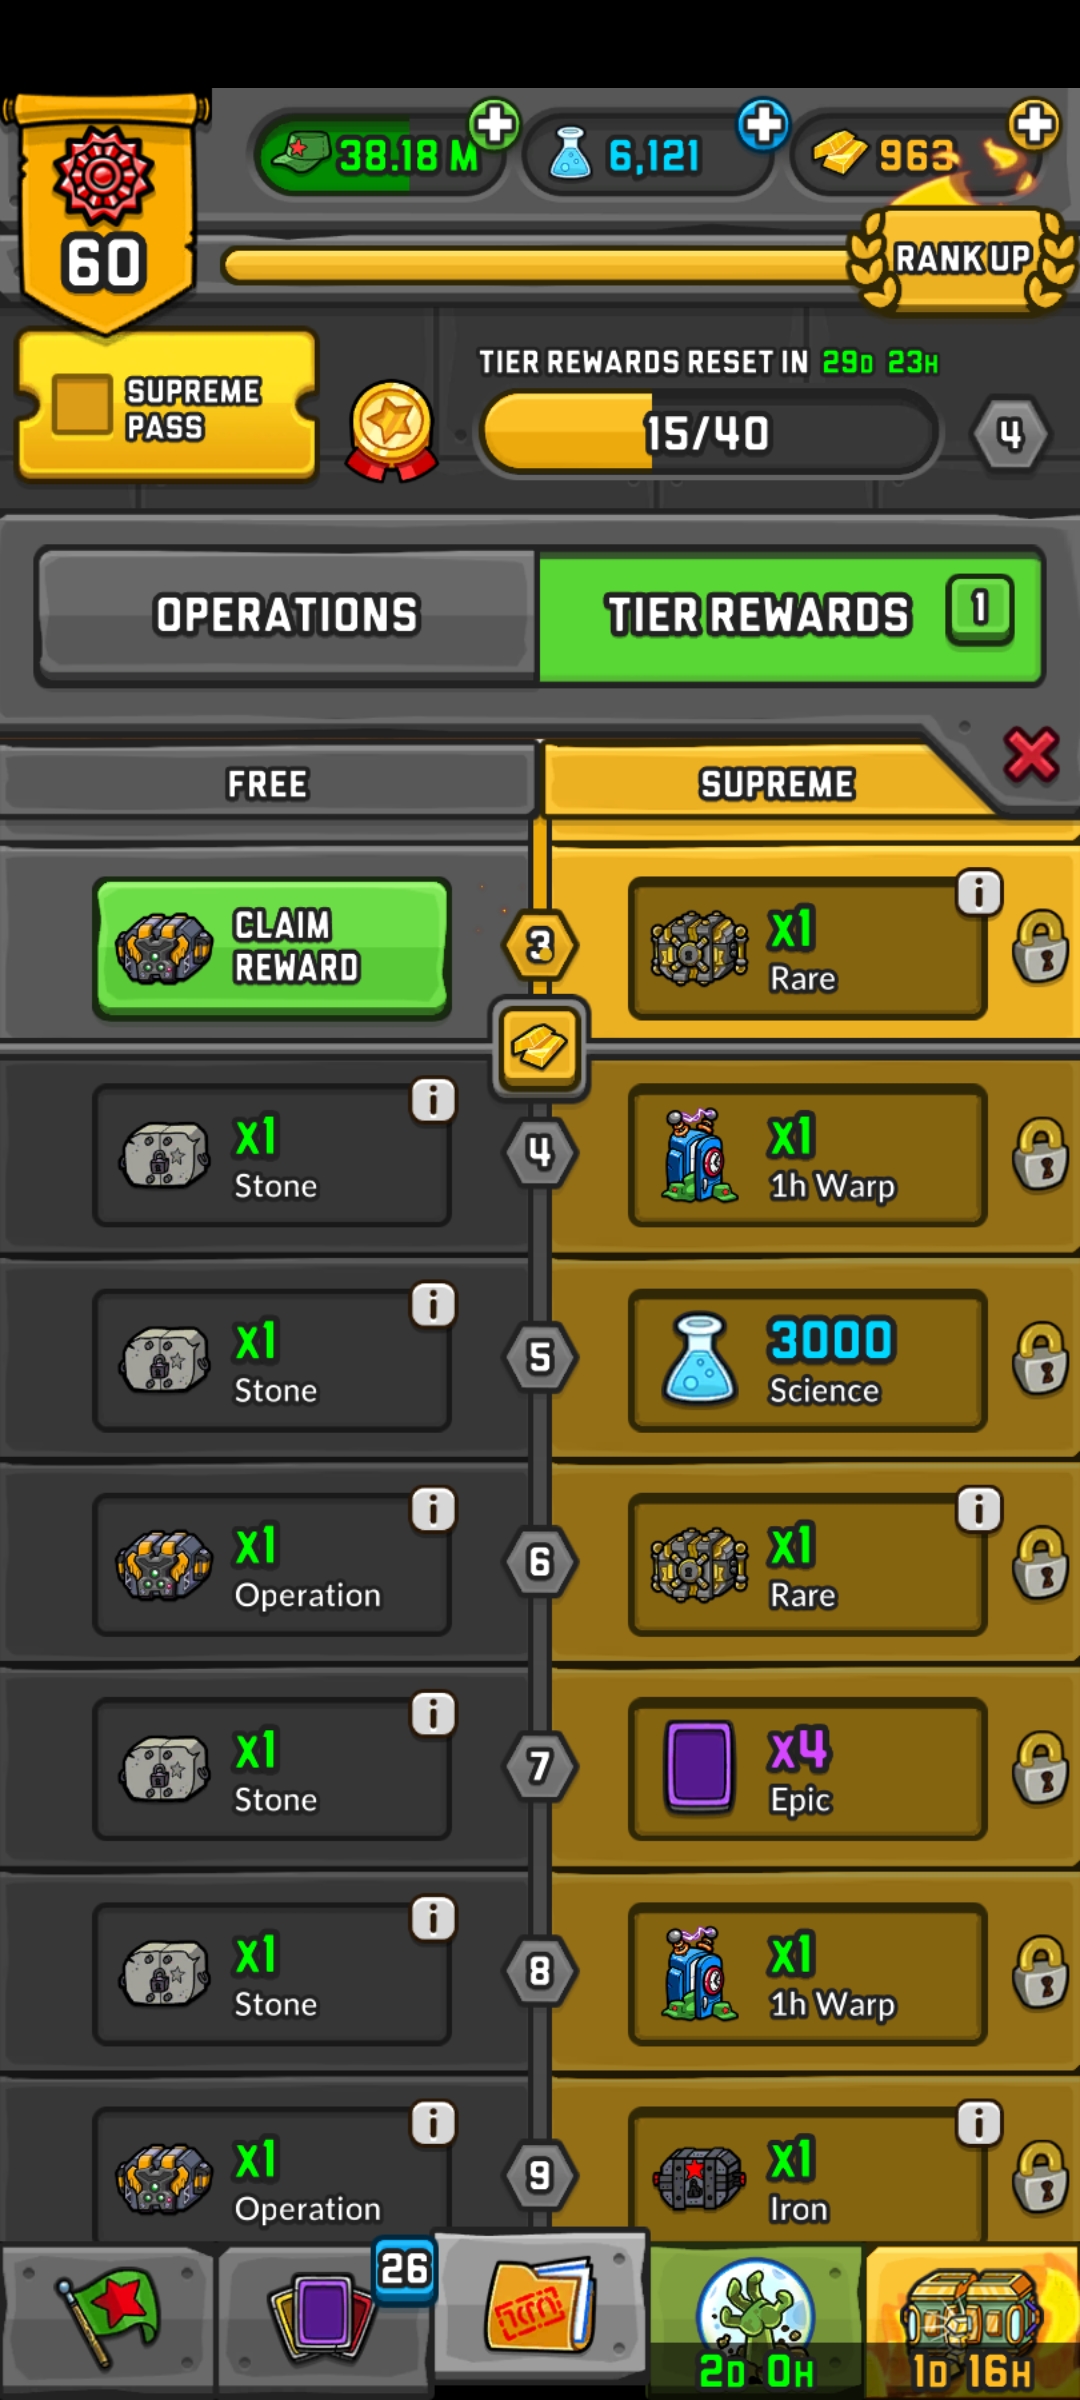 38.18 M
6,121
963
60
RANK UP
SUPREME
PASS
TIER REWARDS RESET IN 29D 23H
15/40
4
OPERATIONS
TIER REWARDS
1
FREE
SUPREME
CLAIM
REWARD
3
i
x1
Rare
i
x1
Stone
4
x1
1h Warp
i
x1
Stone
5
3000
Science
i
x1
Operation
6
i
x1
Rare
i
x1
Stone
7
x4
Epic
i
x1
Stone
8
x1
1h Warp
i
x1
Operation
9
i
x1
Iron
26
2D 0H
1D 16H